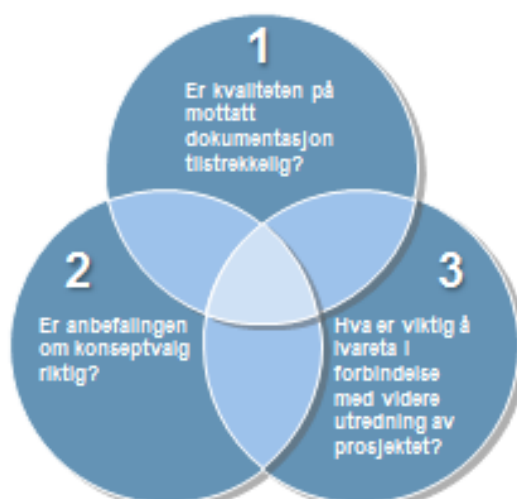 1
Er kvaliteten på
mottatt
dokumentasjon
tilstrekkelig?
2
Er anbefalingen
om konseptvalg
riktig?
3
Hva er viktig å
ivareta i
forbindelse
med videre
utredning av
prosjektet?